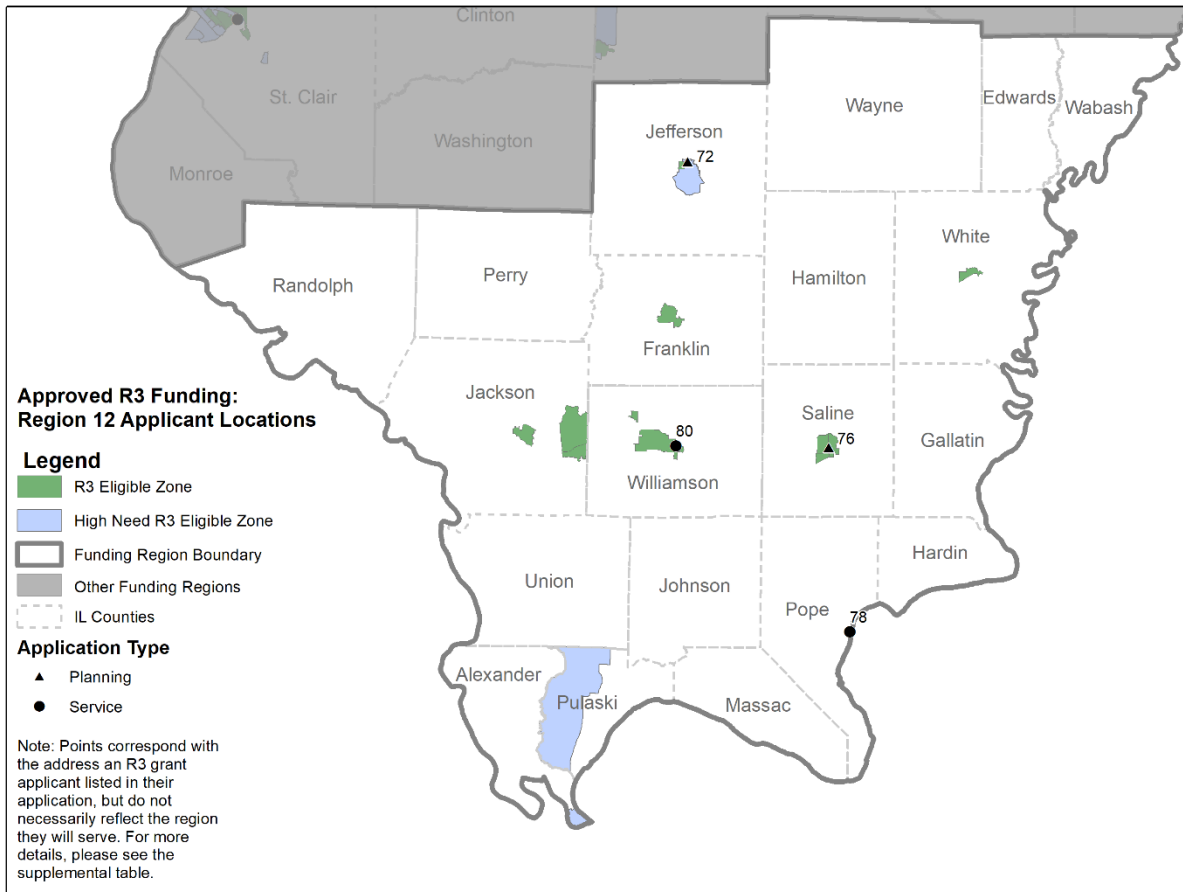 Clinton
St. Clair
Washington
Monroe
Jefferson
72
Wayne
Edwards
Wabash
White
Randolph
Perry
Hamilton
Franklin
Jackson
80
Williamson
Saline
76
Gallatin
Union
Johnson
Pope
78
Hardin
Alexander
Pulaski
Massac
Approved R3 Funding:
Region 12 Applicant Locations
Legend
R3 Eligible Zone
High Need R3 Eligible Zone
Funding Region Boundary
Other Funding Regions
IL Counties
Application Type
Planning
Service
Note: Points correspond with
the address an R3 grant
applicant listed in their
application, but do not
necessarily reflect the region
they will serve. For more
details, please see the
supplemental table.